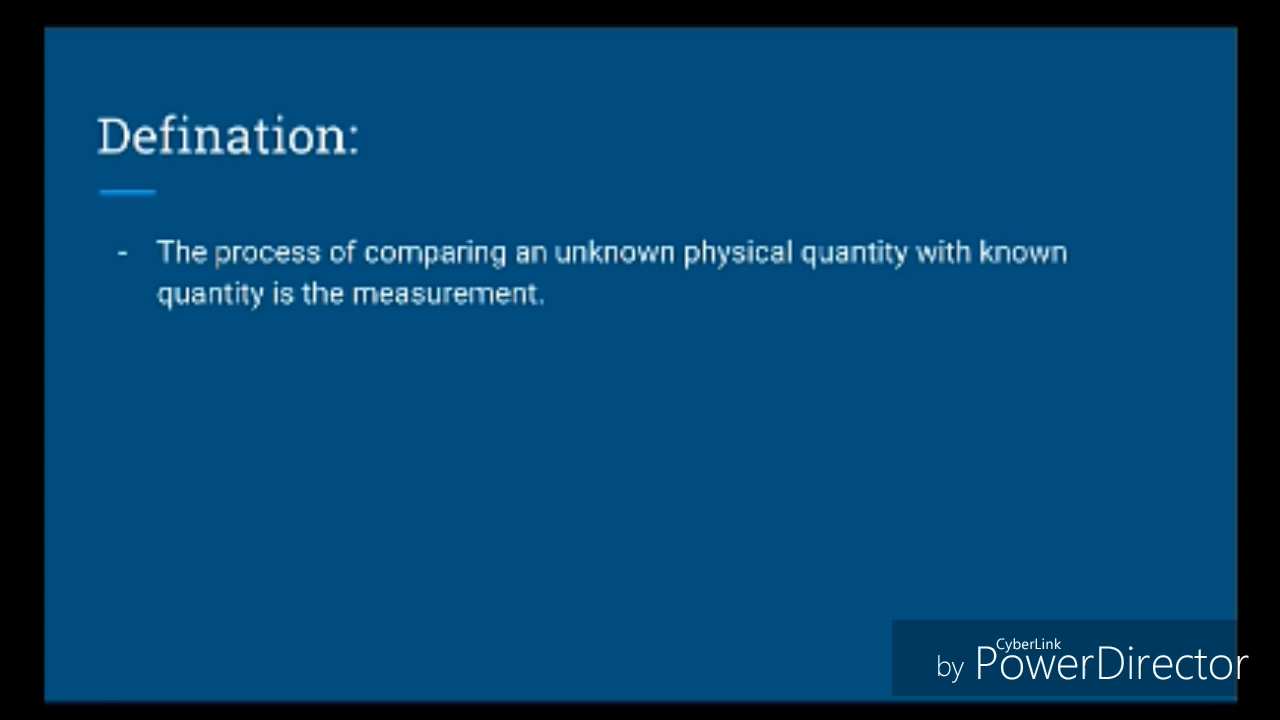 Defination:
- The process of comparing an unknown physical quantity with known
quantity is the measurement.
CyberLink
by PowerDirector